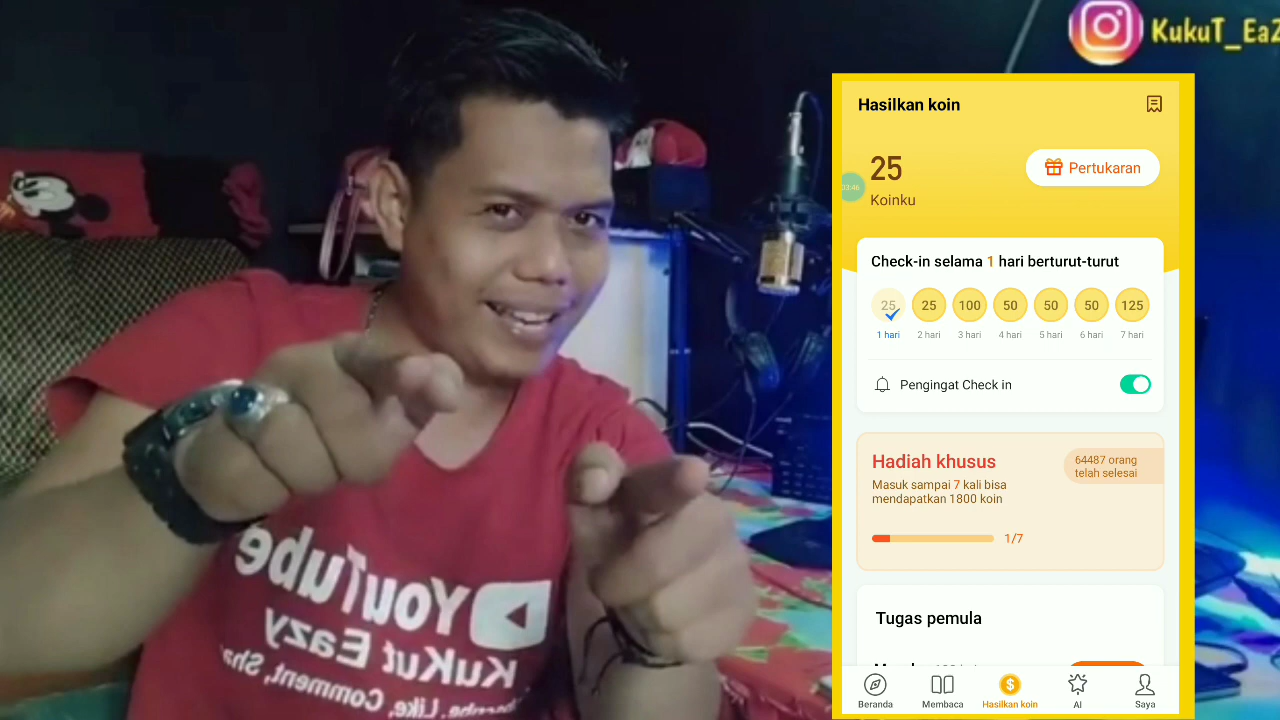 KukuT_EaZ
Hasilkan koin
25
Pertukaran
03:46
Koinku
Check-in selama 1 hari berturut-turut
25 25 100 50 50 50 125
1 hari 2 hari 3 hari 4 hari 5 hari 6 hari 7 hari
Pengingat Check in
Hadiah khusus
64487 orang
telah selesai
Masuk sampai 7 kali bisa
mendapatkan 1800 koin
1/7
Tugas pemula
Beranda Membaca Hasilkan koin AI Saya
YouTube
KuKut Eazy
Like, Comment, Sha